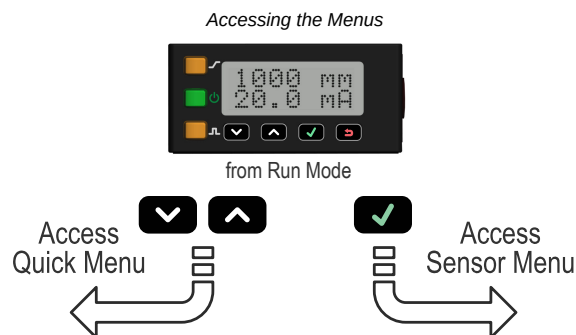 Accessing the Menus
1000 mm
20.0 mA
from Run Mode
Access
Quick Menu
Access
Sensor Menu